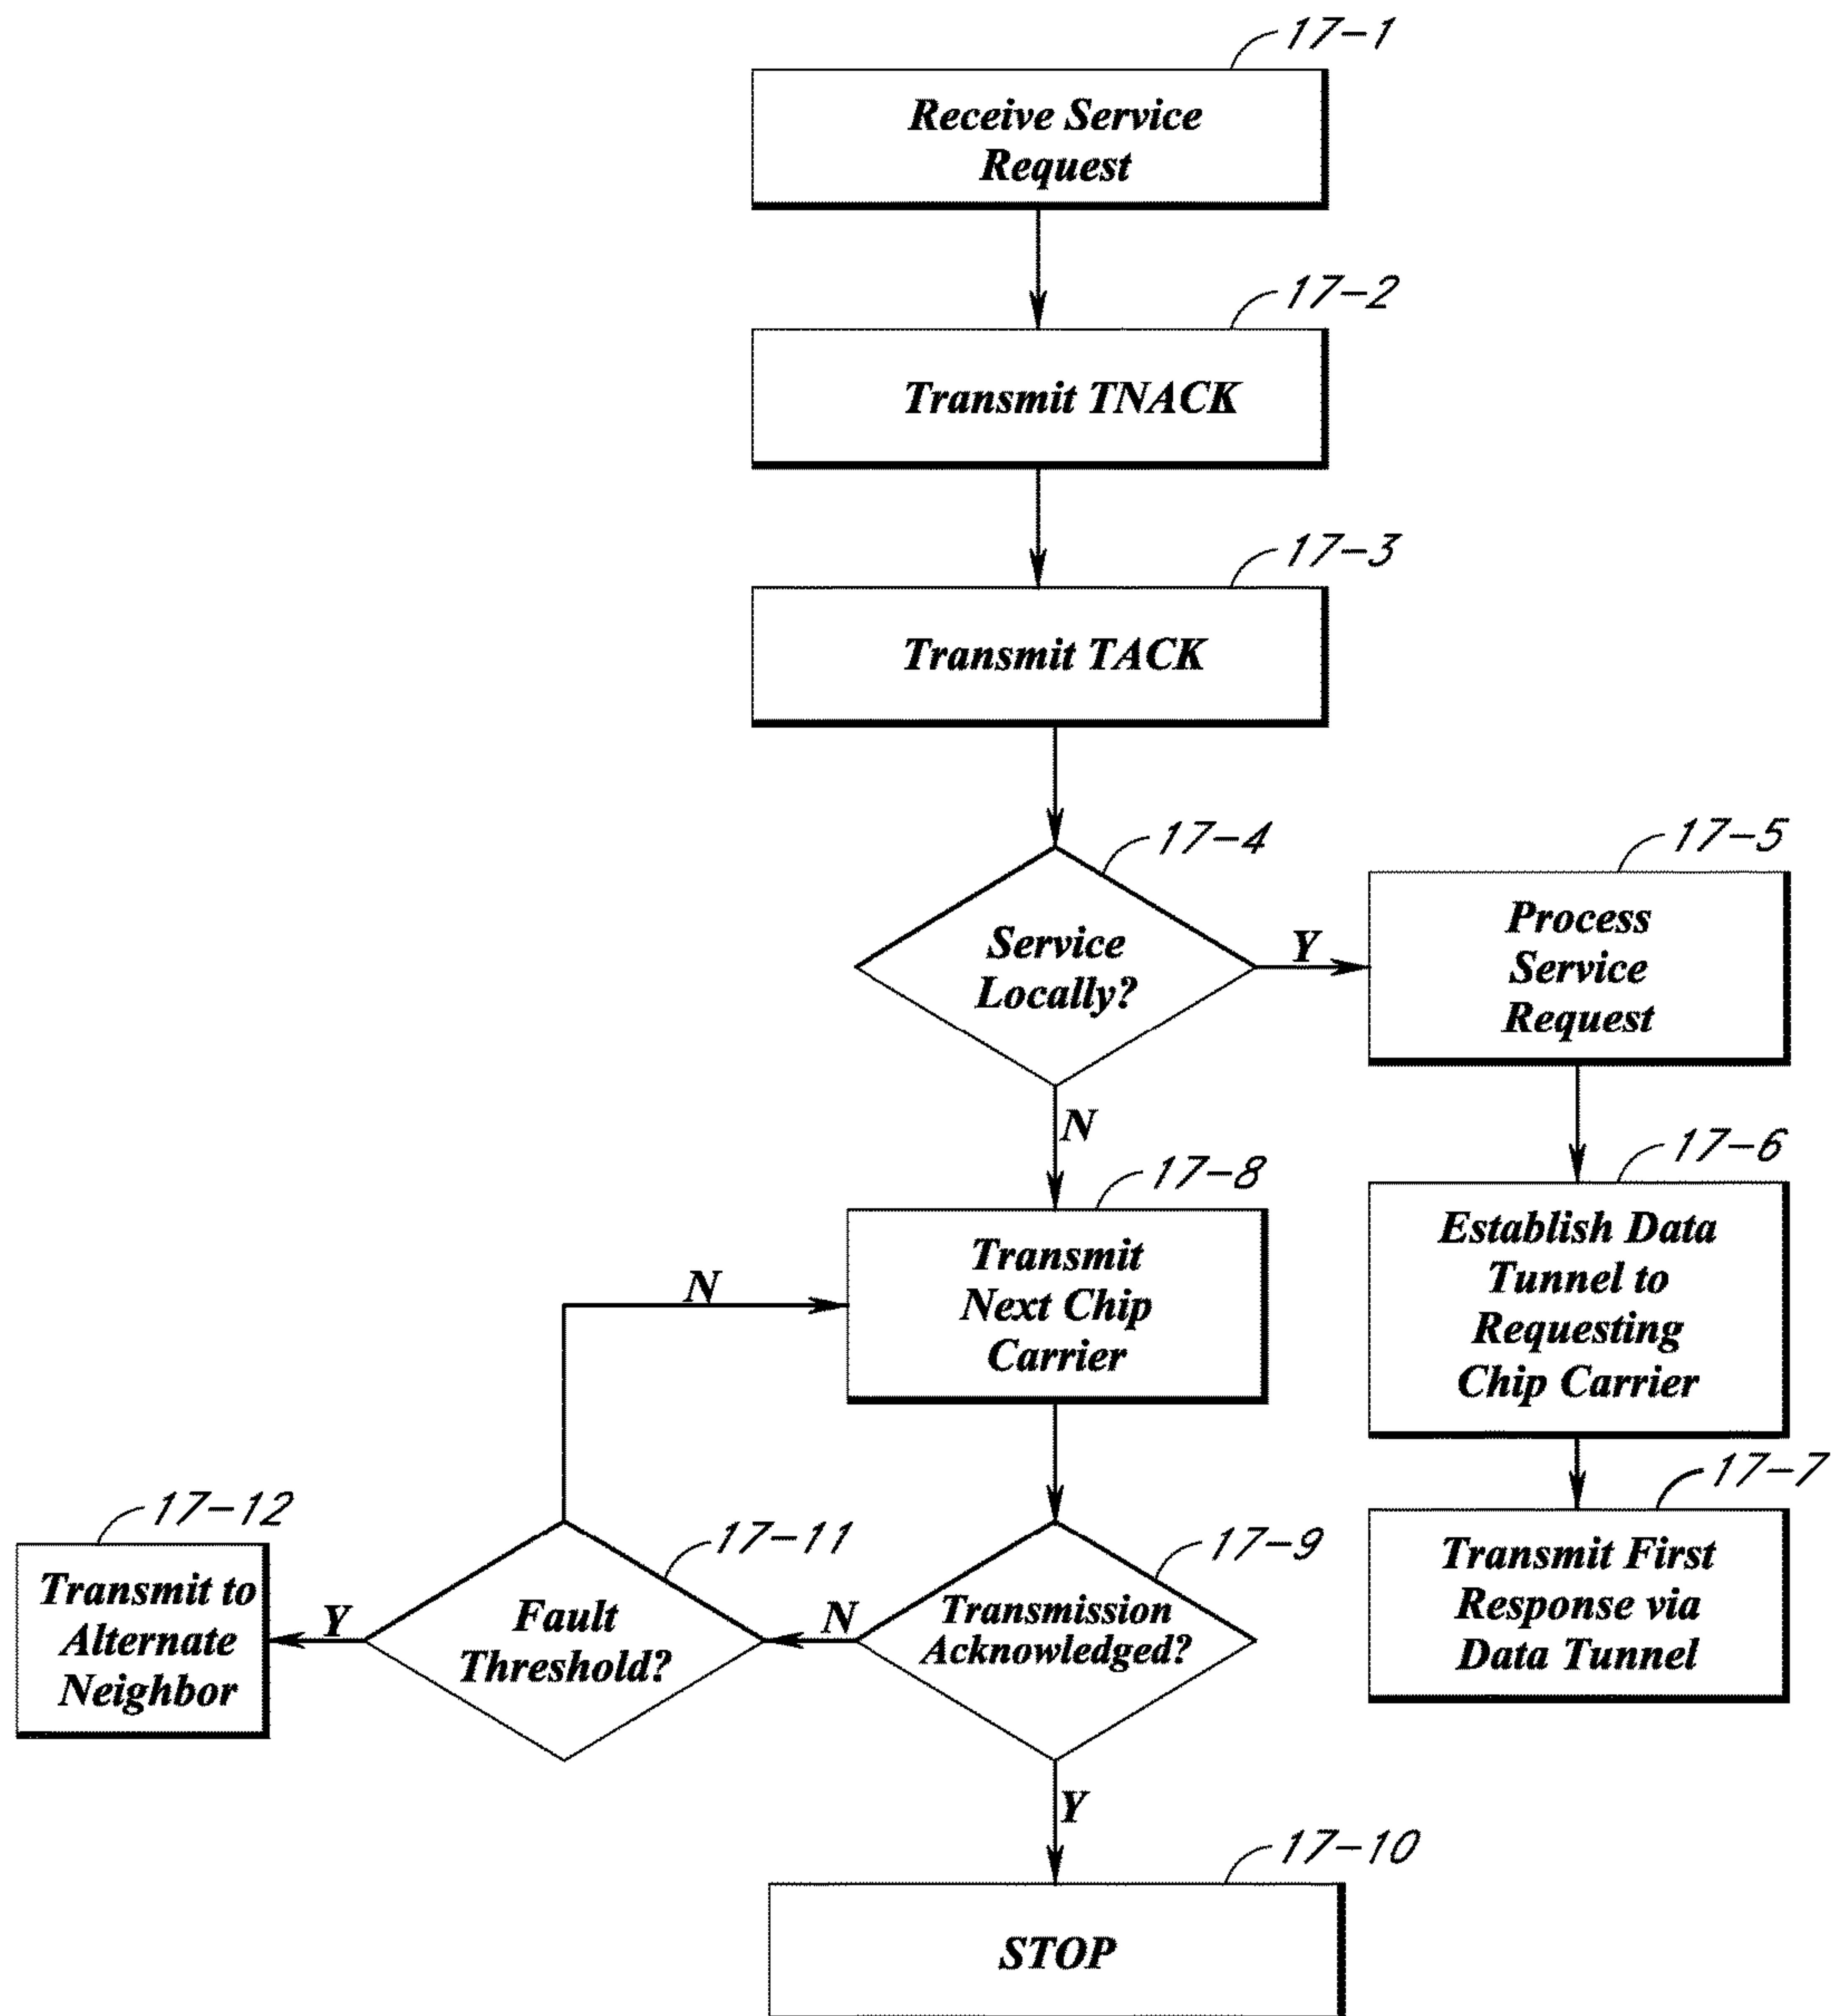 17-1
Receive Service
Request
17-2
Transmit TNACK
17-3
Transmit TACK
17-4
Service
Locally?
Y
17-5
Process
Service
Request
N
17-6
Establish Data
Tunnel to
Requesting
Chip Carrier
17-7
Transmit First
Response via
Data Tunnel
17-8
Transmit
Next Chip
Carrier
N
17-9
Transmission
Acknowledged?
N
17-11
Fault
Threshold?
Y
17-12
Transmit to
Alternate
Neighbor
Y
17-10
STOP